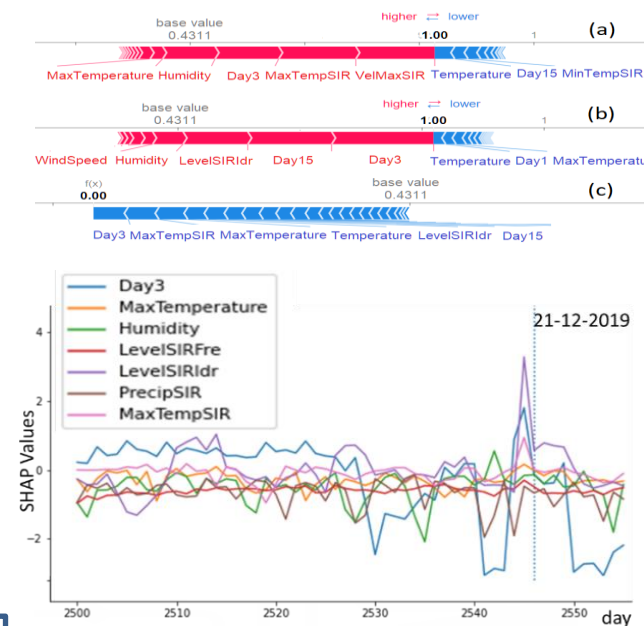 higher lower
base value
0.4311 1.00 1 (a)
MaxTemperature Humidity Day3 MaxTempSIR VelMaxSIR Temperature Day15 MinTempSIR
higher lower
base value
0.4311 1.00 1 (b)
WindSpeed Humidity LevelSIRIdr Day15 Day3 Temperature Day1 MaxTemperatu
f(x) base value (c)
0.00 0.4311
Day3 MaxTempSIR MaxTemperature Temperature LevelSIRIdr Day15
Day3
MaxTemperature
Humidity
LevelSIRFre
LevelSIRIdr
PrecipSIR
MaxTempSIR
21-12-2019
SHAP Values
4
2
0
−2
2500 2510 2520 2530 2540 2550
day